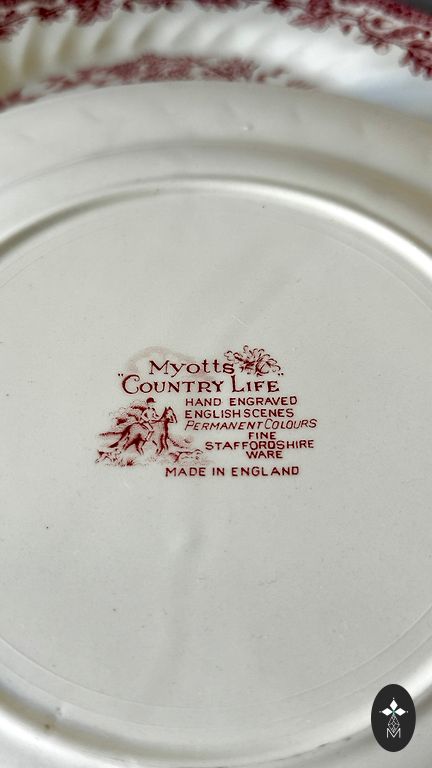 Myotts
"COUNTRY LIFE"
HAND ENGRAVED
ENGLISH SCENES
PERMANENT COLOURS
FINE
STAFFORDSHIRE
WARE
MADE IN ENGLAND
M